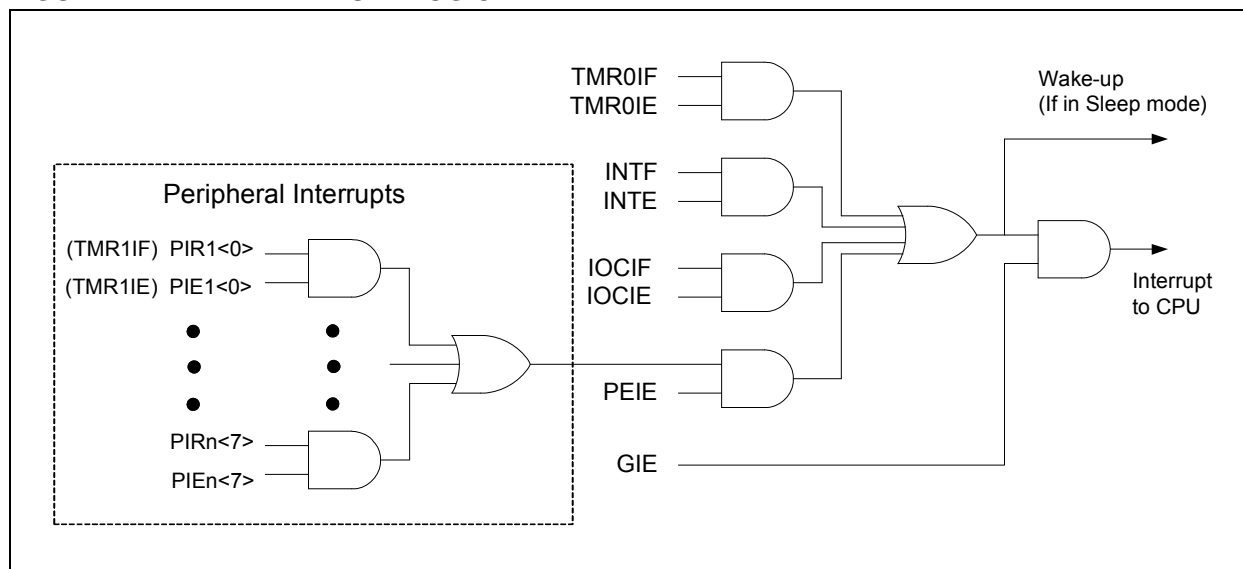 TMR0IF
TMR0IE
Wake-up
(If in Sleep mode)
INTF
INTE
Peripheral Interrupts
(TMR1IF) PIR1<0>
(TMR1IE) PIE1<0>
IOCIF
IOCIE
Interrupt
to CPU
PEIE
PIRn<7>
PIEn<7>
GIE